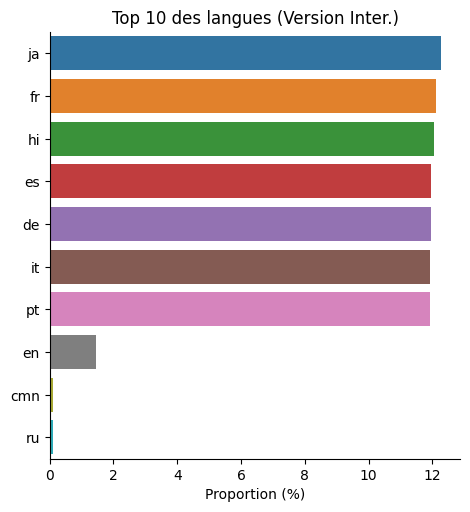 Top 10 des langues (Version Inter.)
ja
fr
hi
es
de
it
pt
en
cmn
ru
0 2 4 6 8 10 12
Proportion (%)